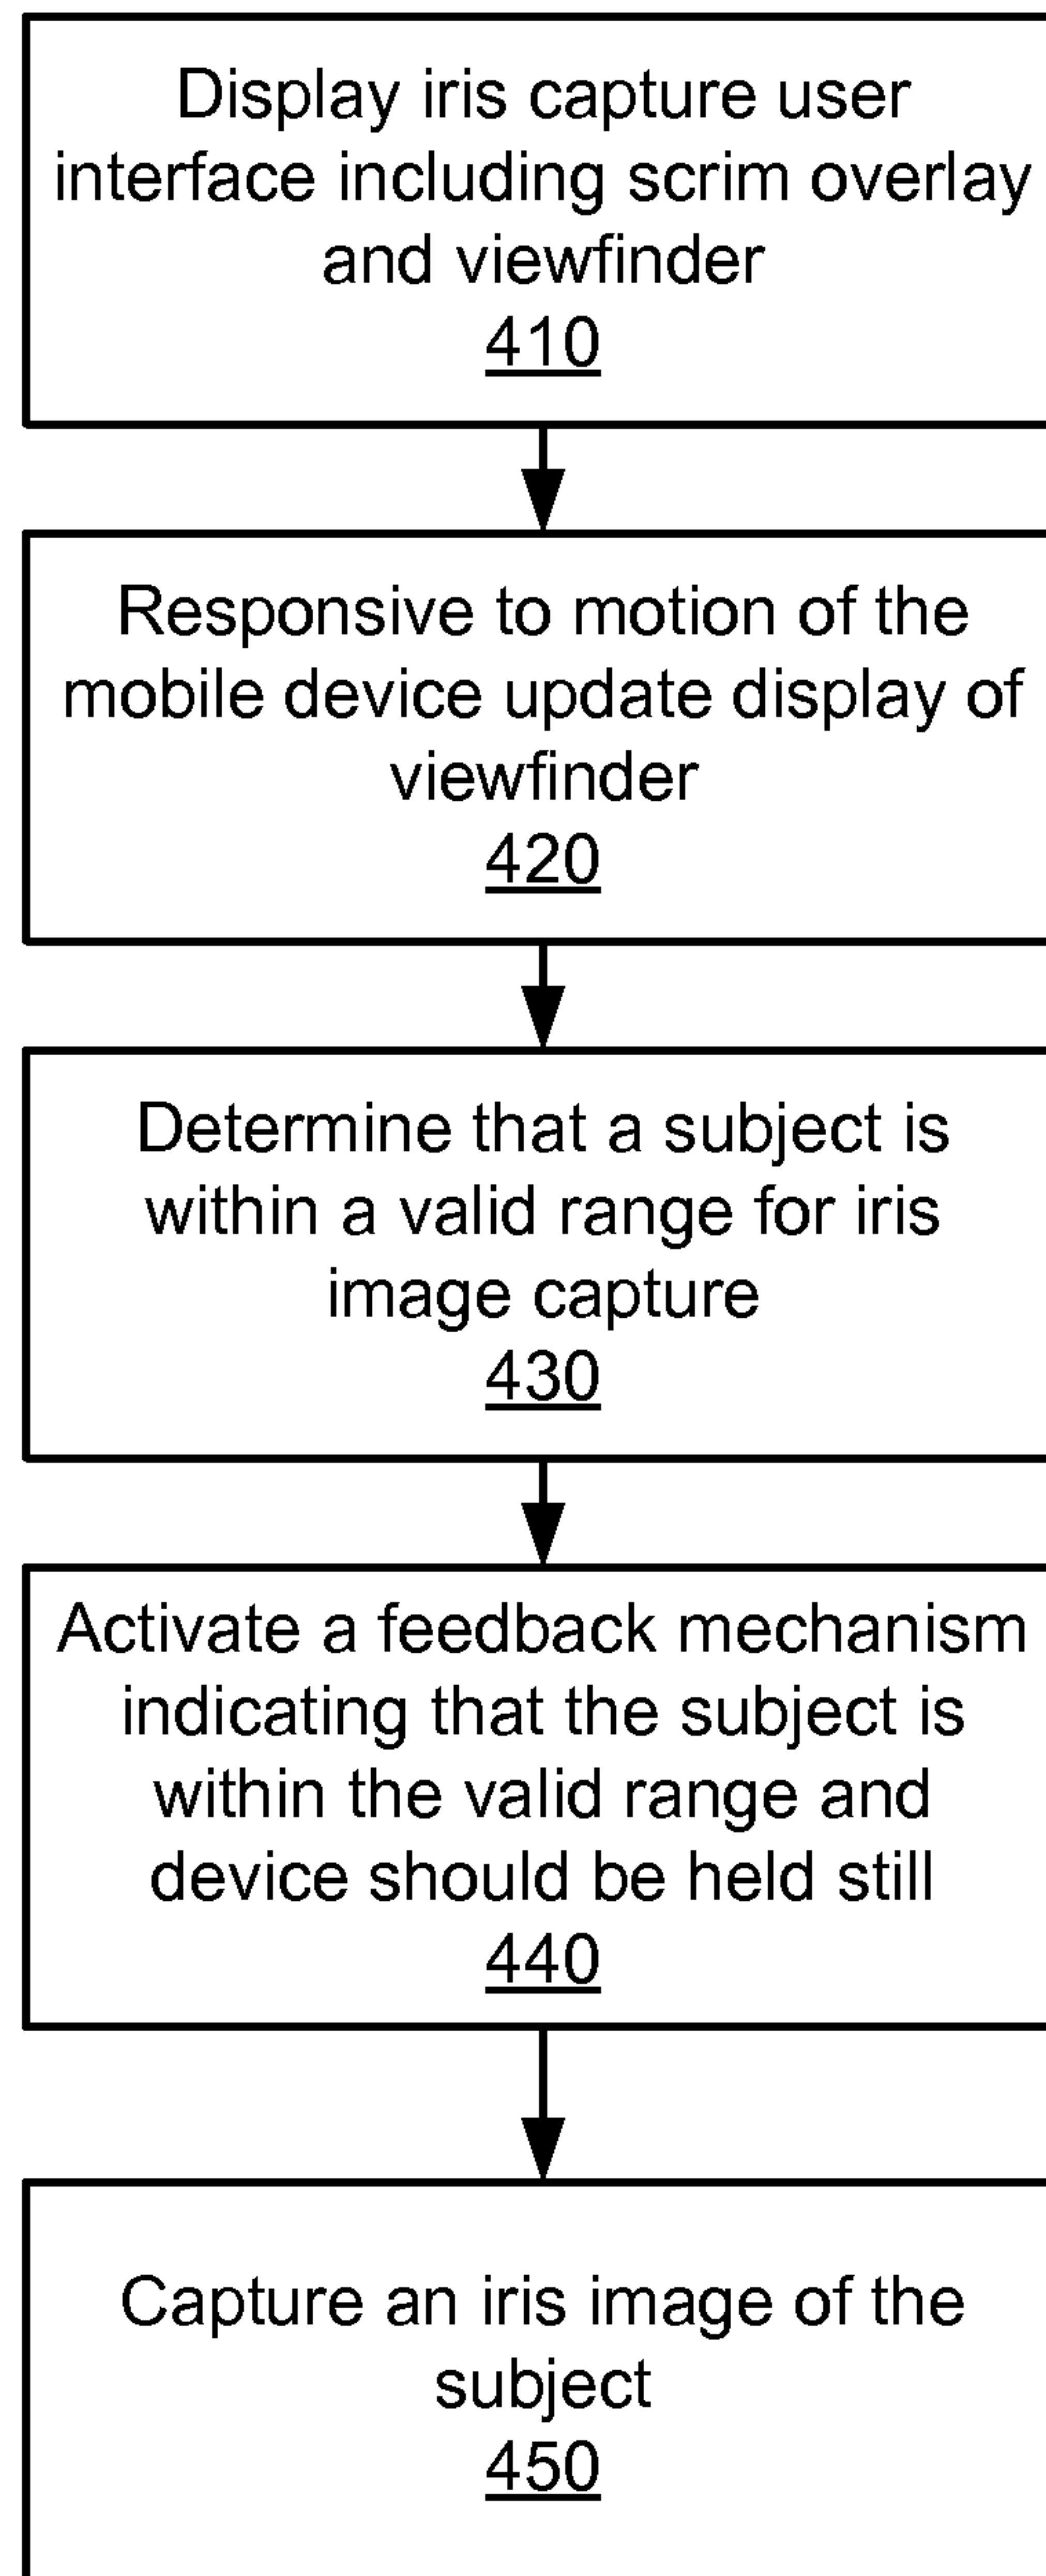 Display iris capture user
interface including scrim overlay
and viewfinder
410
Responsive to motion of the
mobile device update display of
viewfinder
420
Determine that a subject is
within a valid range for iris
image capture
430
Activate a feedback mechanism
indicating that the subject is
within the valid range and
device should be held still
440
Capture an iris image of the
subject
450